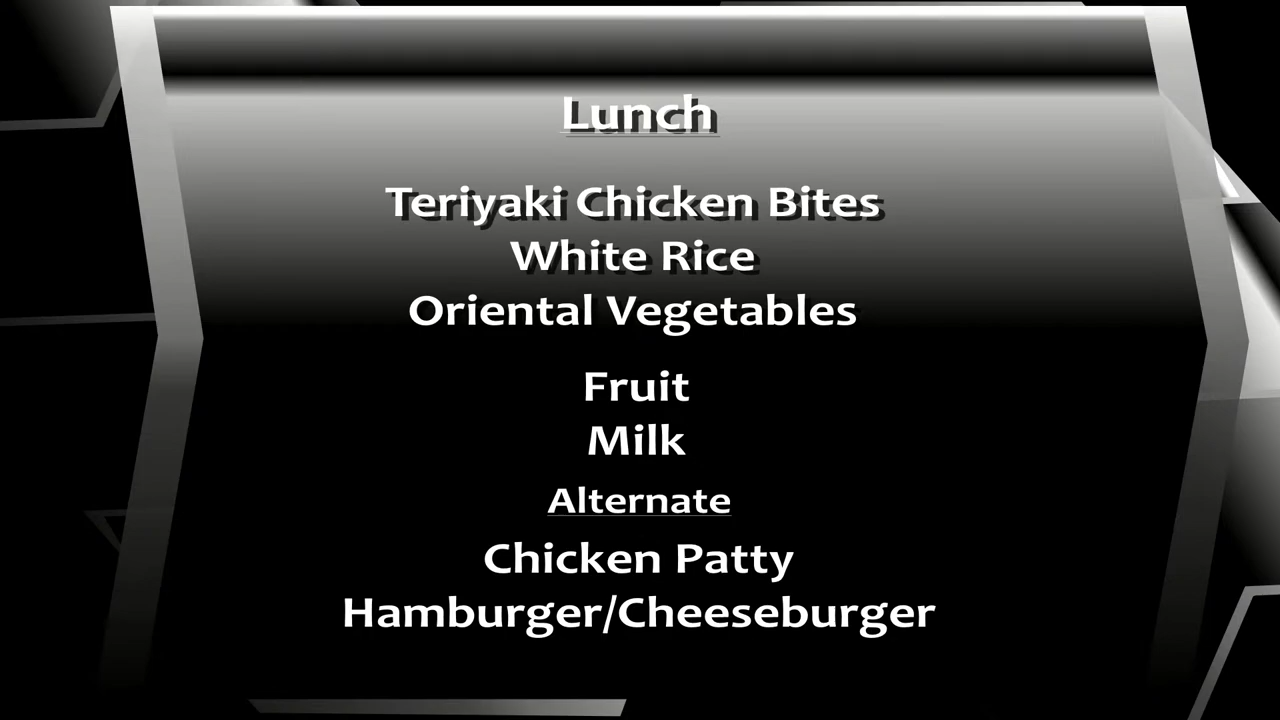 Lunch
Teriyaki Chicken Bites
White Rice
Oriental Vegetables
Fruit
Milk
Alternate
Chicken Patty
Hamburger/Cheeseburger